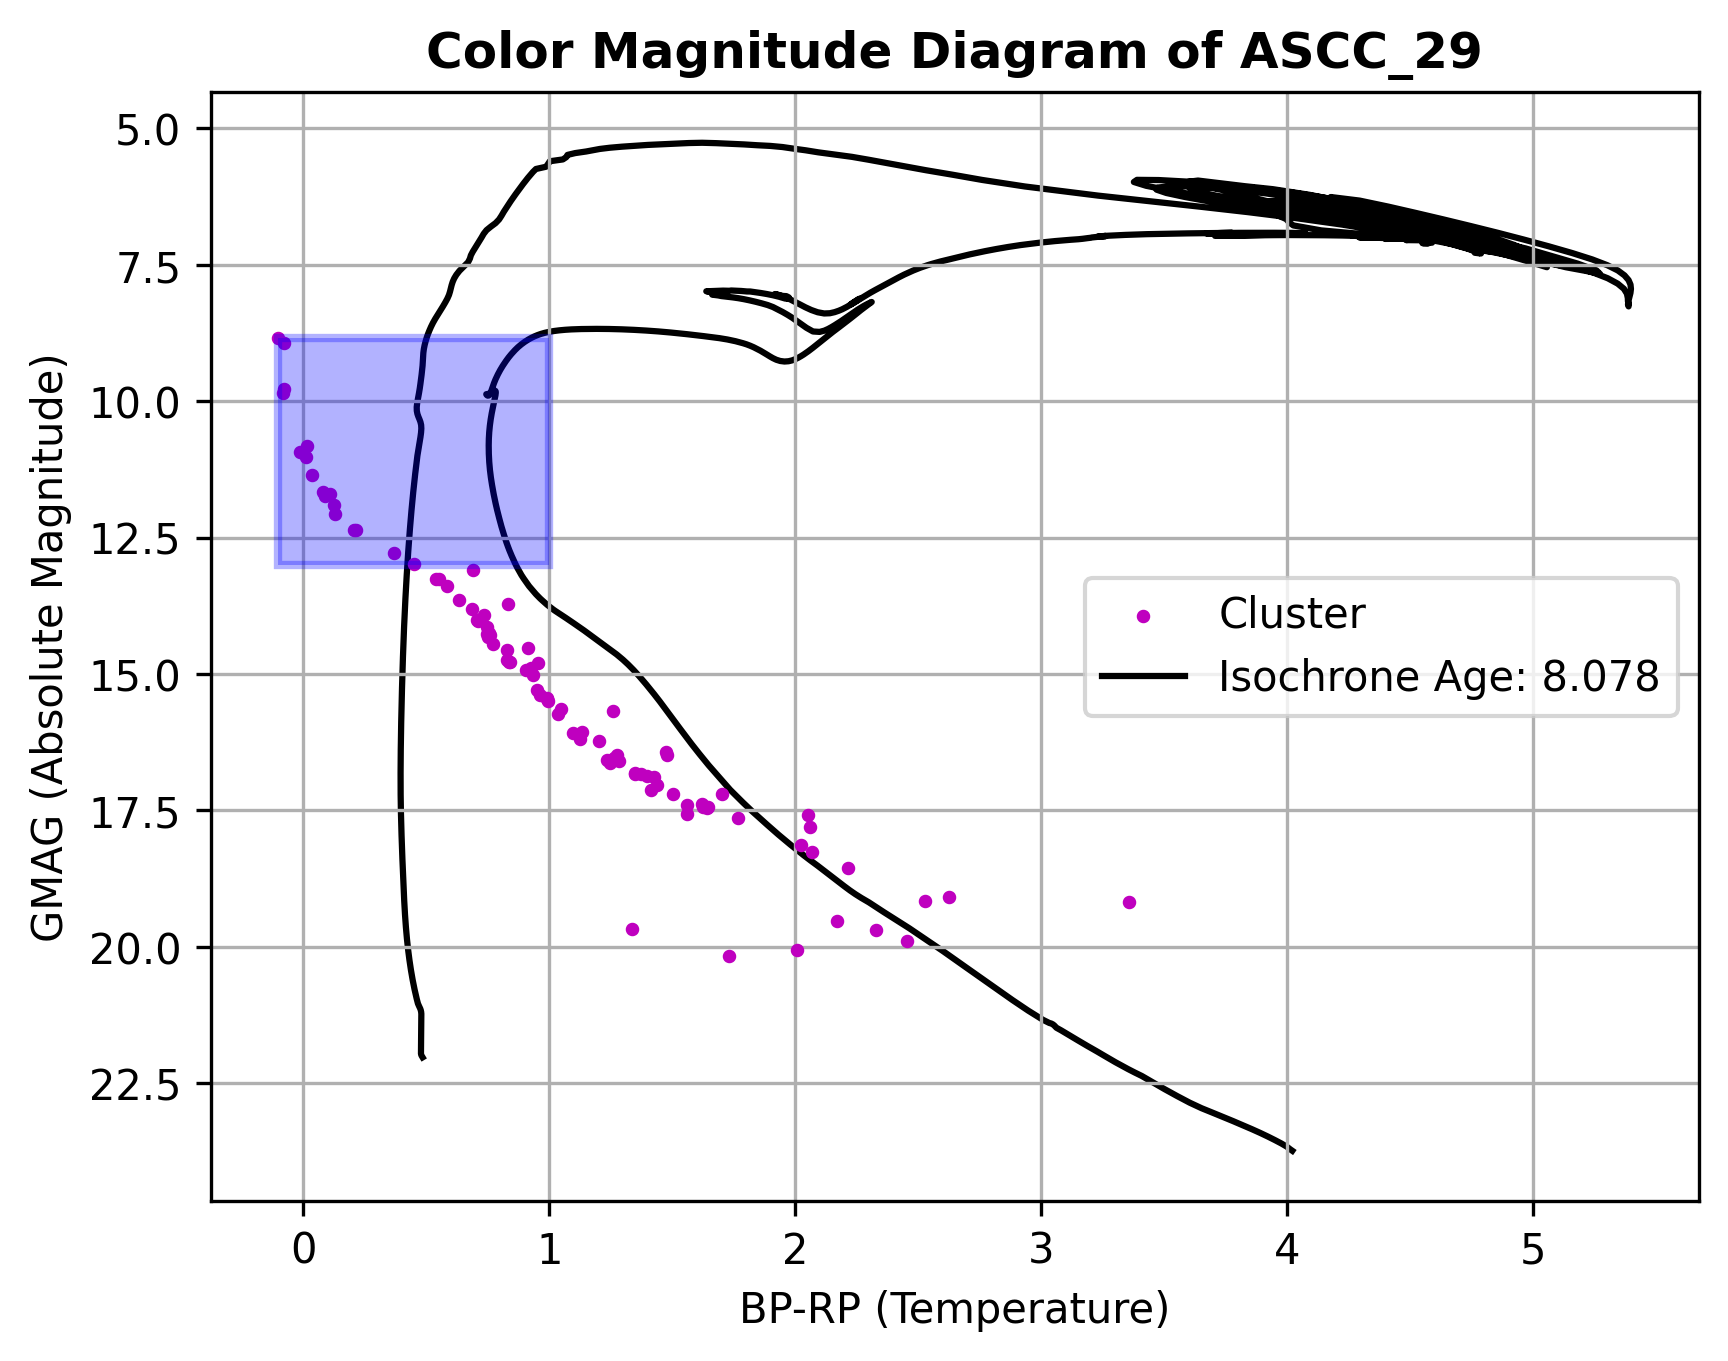 Color Magnitude Diagram of ASCC_29
GMAG (Absolute Magnitude)
5.0
7.5
10.0
12.5
15.0
17.5
20.0
22.5
Cluster
Isochrone Age: 8.078
0 1 2 3 4 5
BP-RP (Temperature)